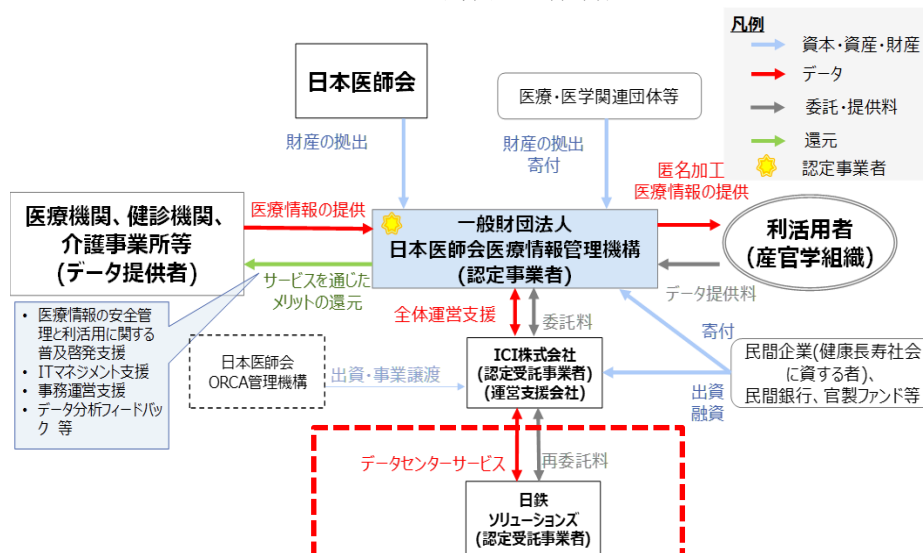 凡例
資本・資産・財産
データ
委託・提供料
還元
認定事業者
日本医師会
医療・医学関連団体等
財産の拠出
財産の拠出
寄付
匿名加工
医療情報の提供
医療機関、健診機関、
介護事業所等
(データ提供者)
医療情報の提供
一般財団法人
日本医師会医療情報管理機構
(認定事業者)
利活用者
(産官学組織)
サービスを通じた
メリットの還元
データ提供料
全体運営支援
委託料
寄付
• 医療情報の安全管
理と利活用に関する
普及啓発支援
• ITマネジメント支援
• 事務運営支援
• データ分析フィードバッ
ク 等
日本医師会
ORCA管理機構
出資・事業譲渡
ICI株式会社
(認定受託事業者)
(運営支援会社)
出資
融資
民間企業(健康長寿社会
に資する者)、
民間銀行、官製ファンド等
データセンターサービス
再委託料
日鉄
ソリューションズ
(認定受託事業者)